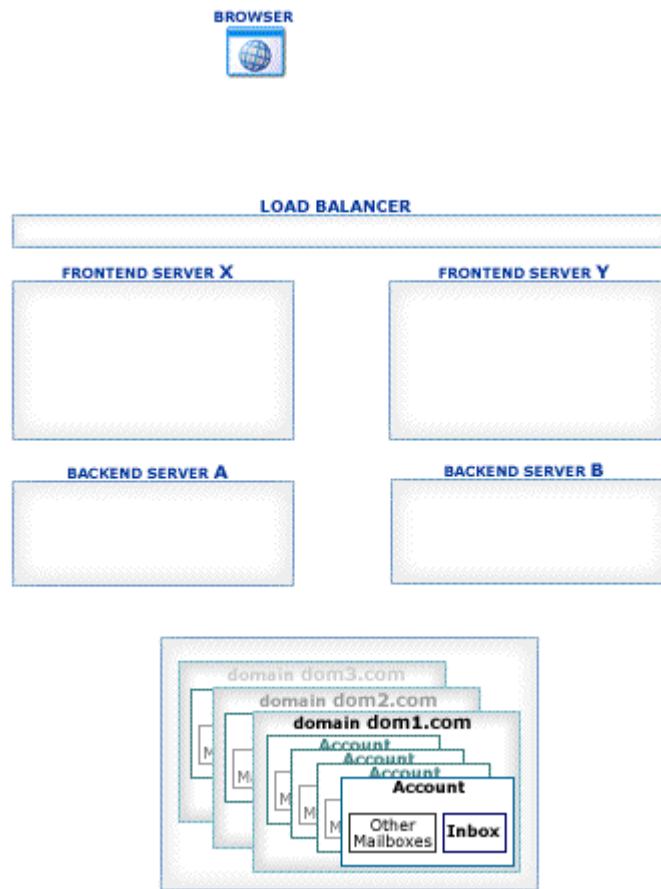 BROWSER
LOAD BALANCER
FRONTEND SERVER X
FRONTEND SERVER Y
BACKEND SERVER A
BACKEND SERVER B
domain dom3.com
domain dom2.com
domain dom1.com
Account
Account
Account
Account
Other
Mailboxes
Inbox